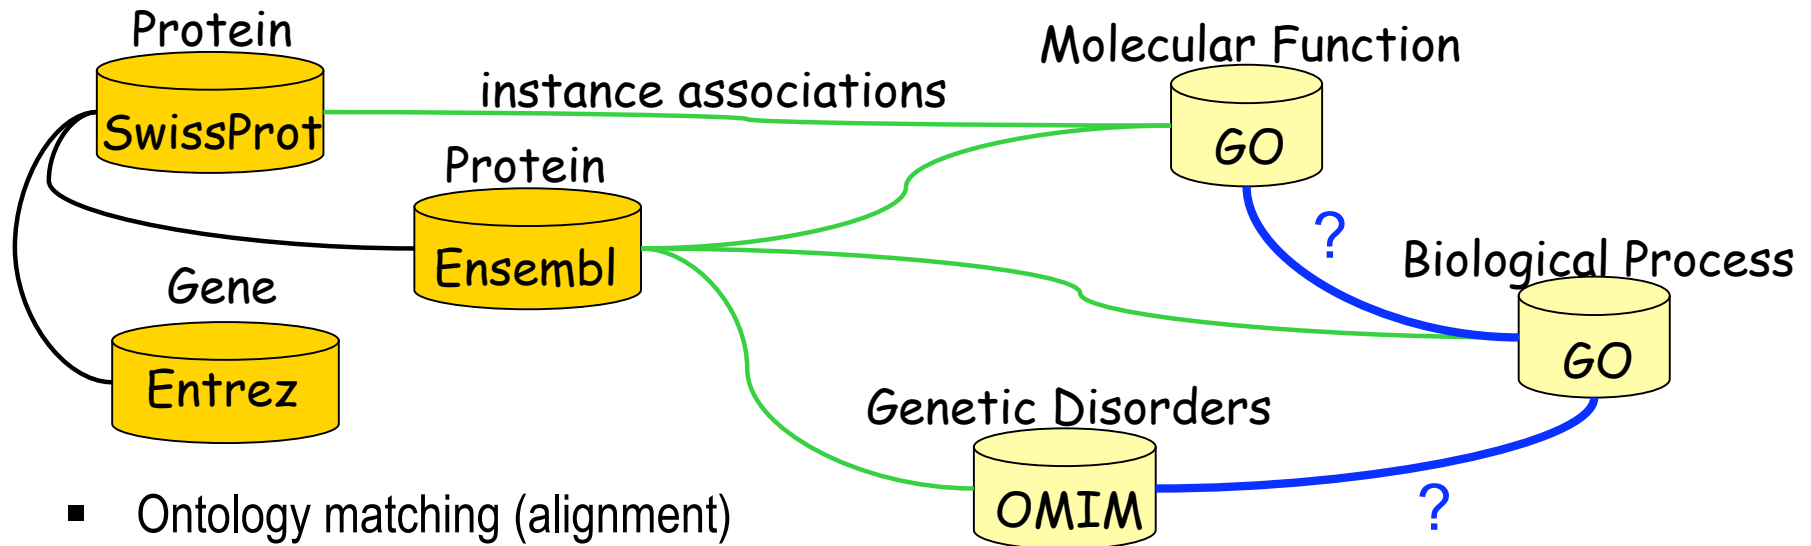 Protein
SwissProt
instance associations
Molecular Function
GO
Protein
Ensembl
?
Biological Process
GO
Gene
Entrez
Genetic Disorders
OMIM
?
▪ Ontology matching (alignment)